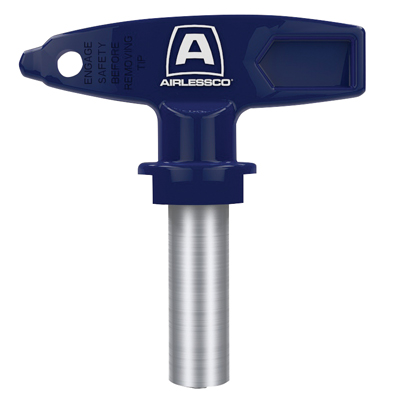 ENGAGE
SAFETY
BEFORE
REMOVING
TIP
A
AIRLESSCO®